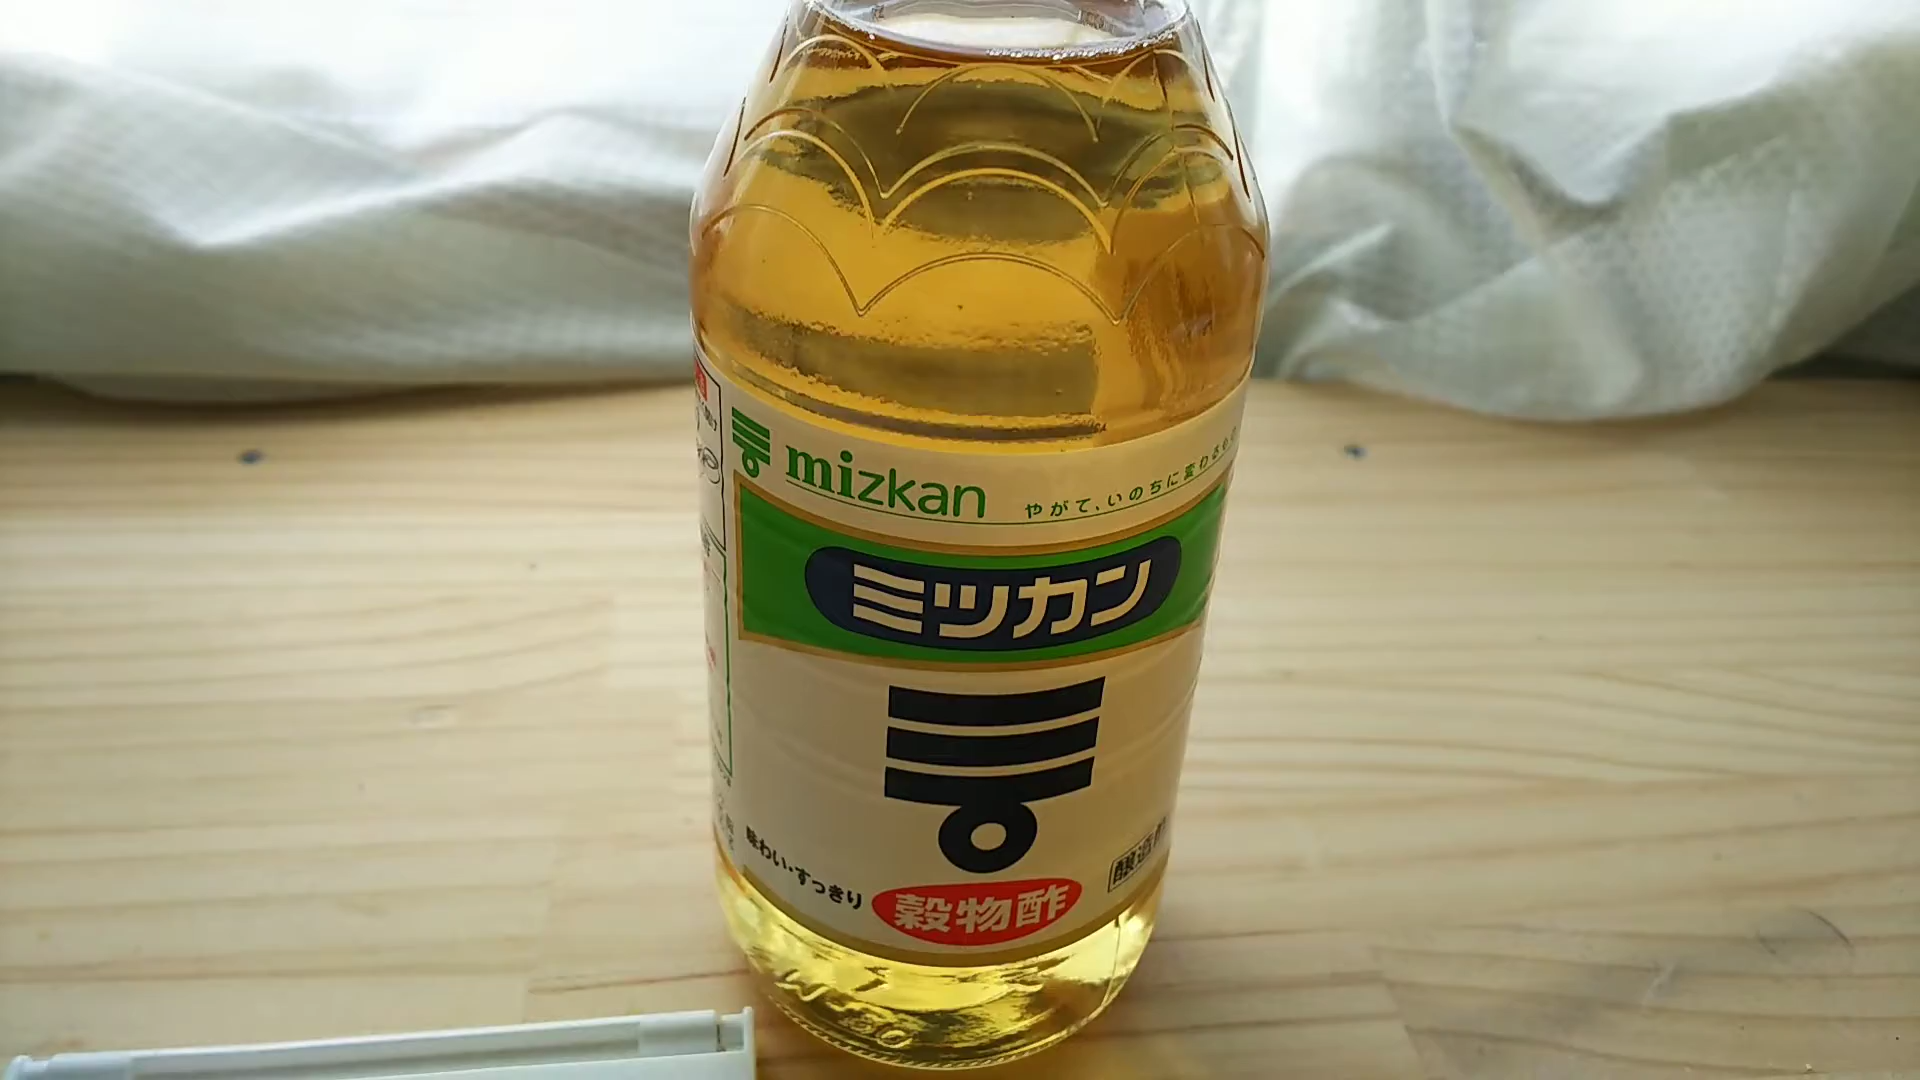 mizkan
やがて、いのちに変わるもの
ミツカン
味わい・すっきり
醸造酢
穀物酢